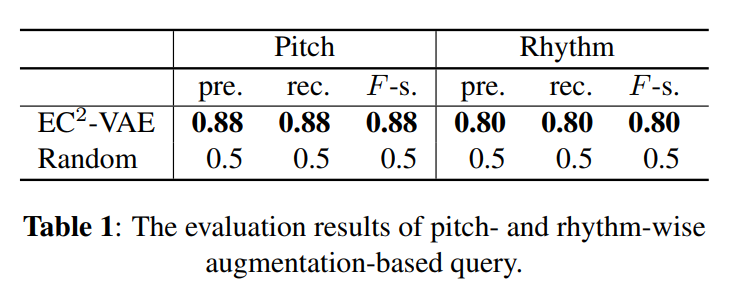 Pitch Rhythm
pre. rec. F-s. pre. rec. F-s.
EC²-VAE 0.88 0.88 0.88 0.80 0.80 0.80
Random 0.5 0.5 0.5 0.5 0.5 0.5
Table 1: The evaluation results of pitch- and rhythm-wise
augmentation-based query.